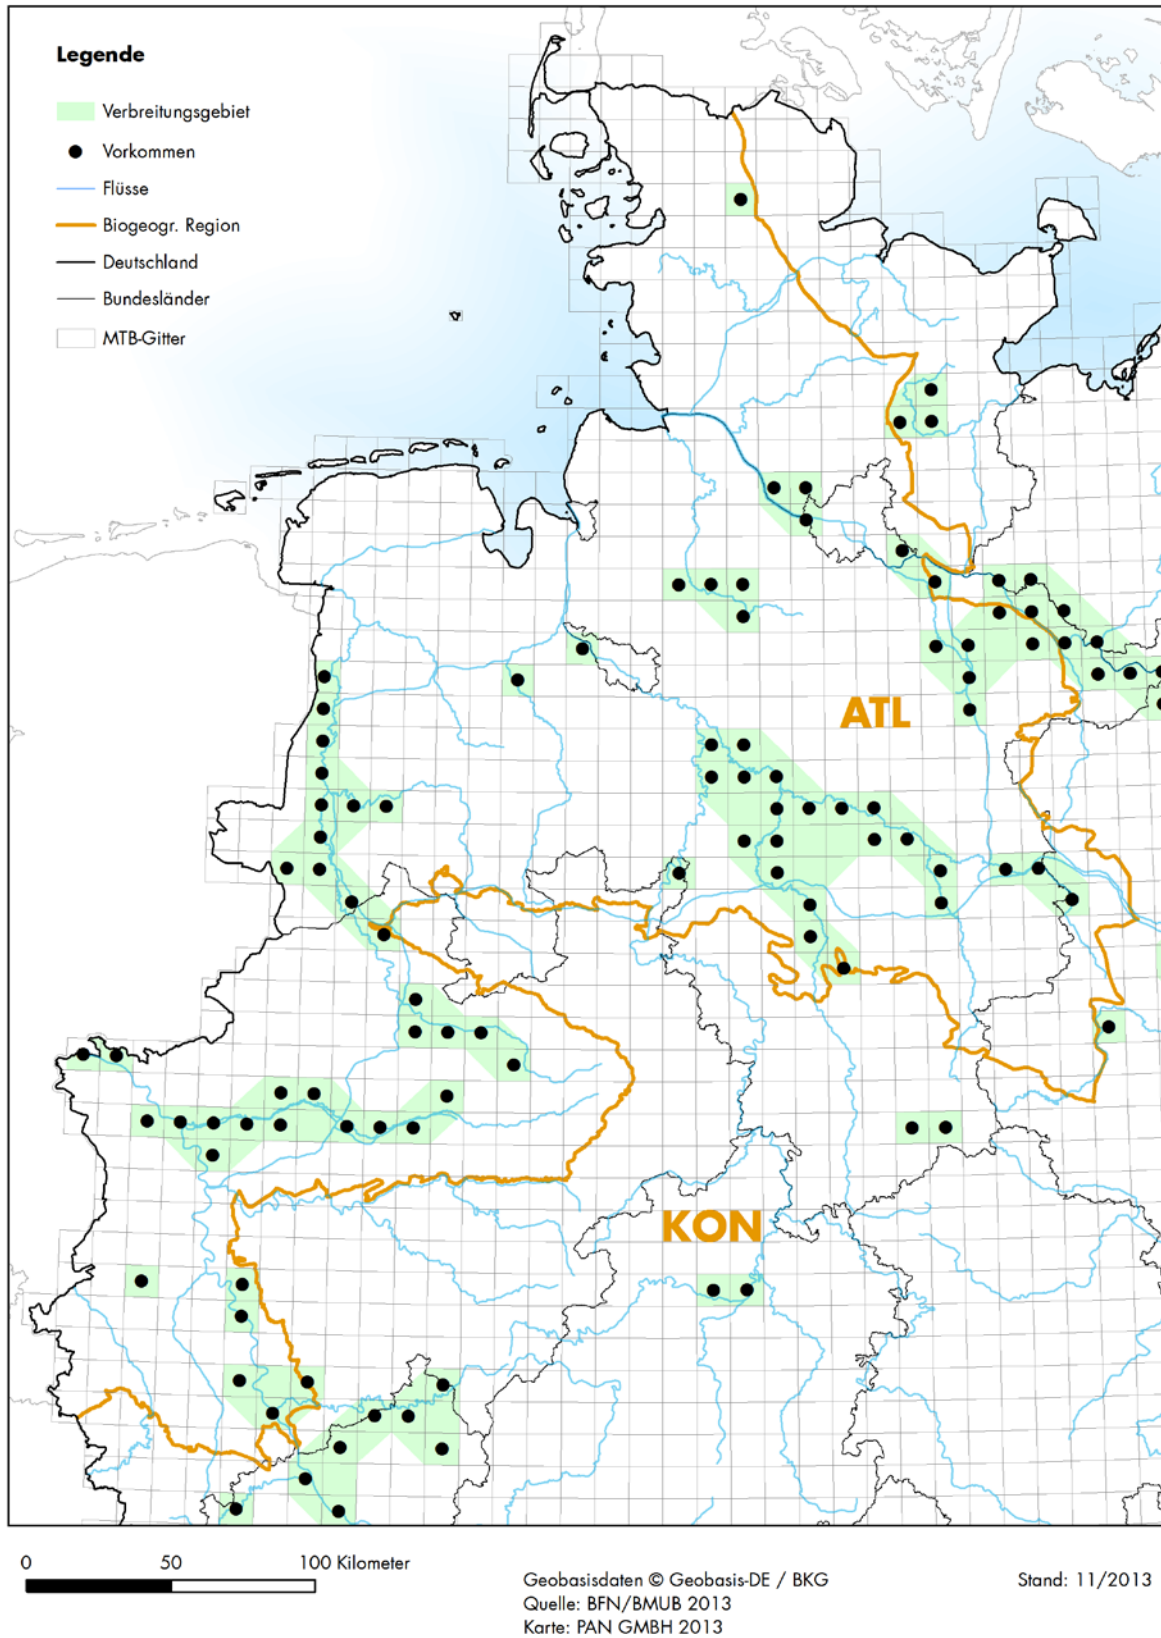 Legende
Verbreitungsgebiet
Vorkommen
Flüsse
Biogeogr. Region
Deutschland
Bundesländer
MTB-Gitter
ATL
KON
0 50 100 Kilometer
Geobasisdaten © Geobasis-DE / BKG
Quelle: BFN/BMUB 2013
Karte: PAN GMBH 2013
Stand: 11/2013